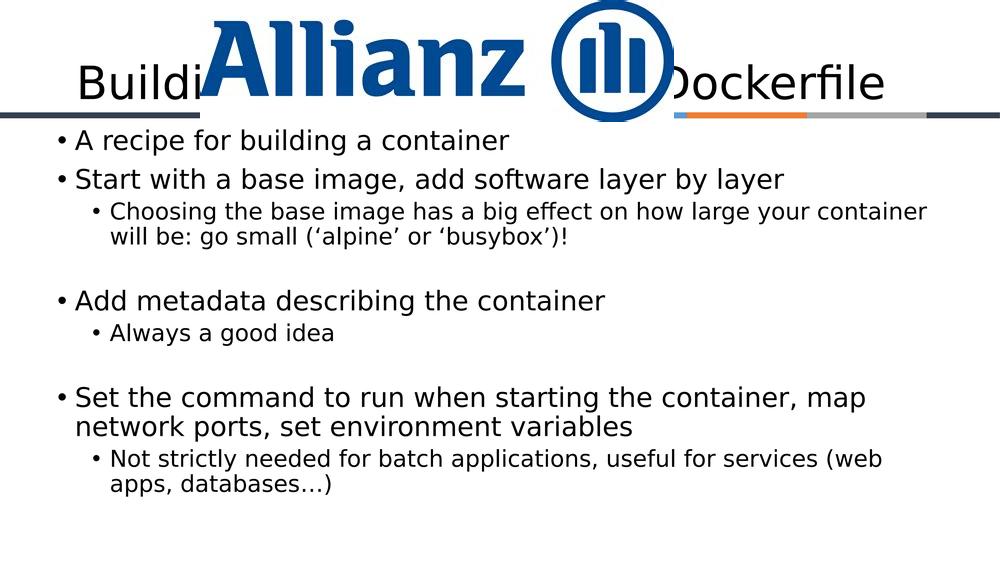 Allianz
Buildi Dockerfile
• A recipe for building a container
• Start with a base image, add software layer by layer
• Choosing the base image has a big effect on how large your container
will be: go small (‘alpine’ or ‘busybox’)!
• Add metadata describing the container
• Always a good idea
• Set the command to run when starting the container, map
network ports, set environment variables
• Not strictly needed for batch applications, useful for services (web
apps, databases…)